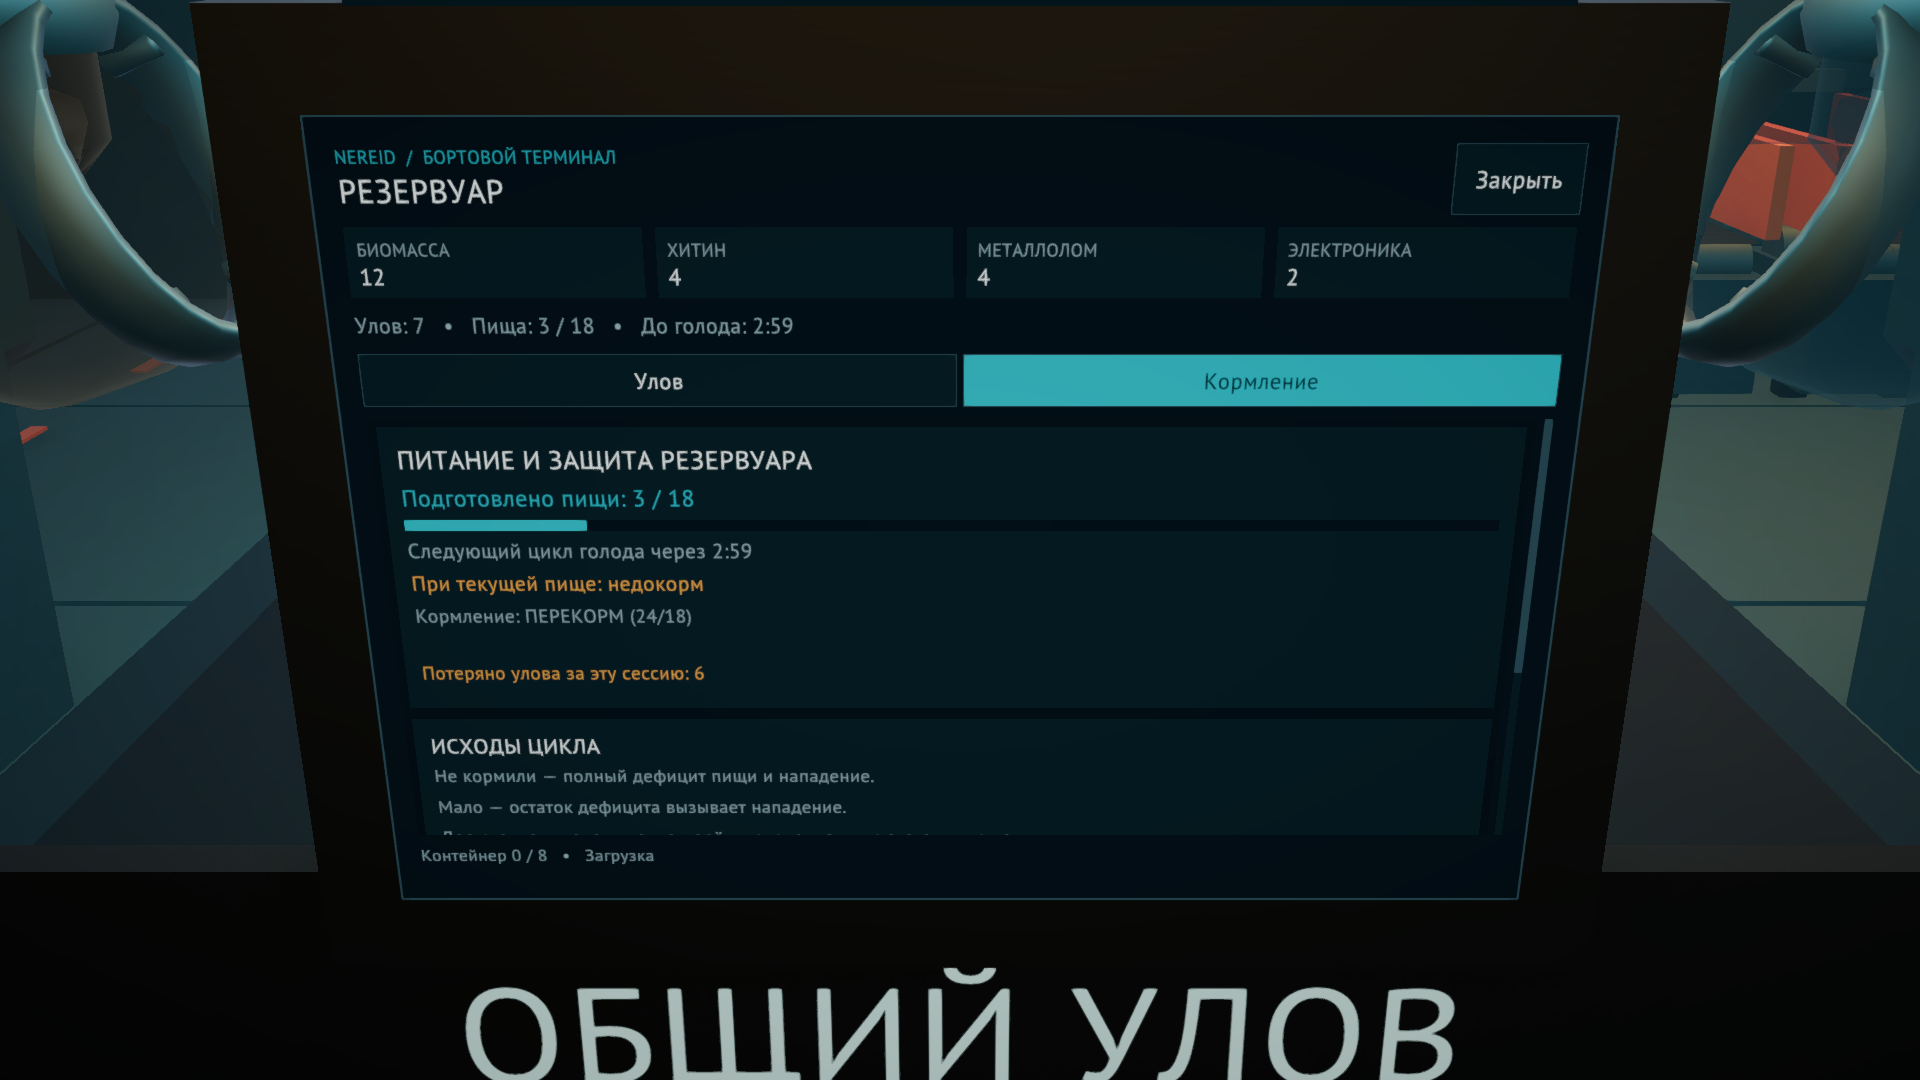 NEREID / БОРТОВОЙ ТЕРМИНАЛ
РЕЗЕРВУАР
Закрыть
БИОМАССА
12
ХИТИН
4
МЕТАЛЛОЛОМ
4
ЭЛЕКТРОНИКА
2
Улов: 7 • Пища: 3 / 18 • До голода: 2:59
Улов
Кормление
ПИТАНИЕ И ЗАЩИТА РЕЗЕРВУАРА
Подготовлено пищи: 3 / 18
Следующий цикл голода через 2:59
При текущей пище: недокорм
Кормление: ПЕРЕКОРМ (24/18)
Потеряно улова за эту сессию: 6
ИСХОДЫ ЦИКЛА
Не кормили — полный дефицит пищи и нападение.
Мало — остаток дефицита вызывает нападение.
Контейнер 0 / 8 • Загрузка
ОБЩИЙ УЛОВ